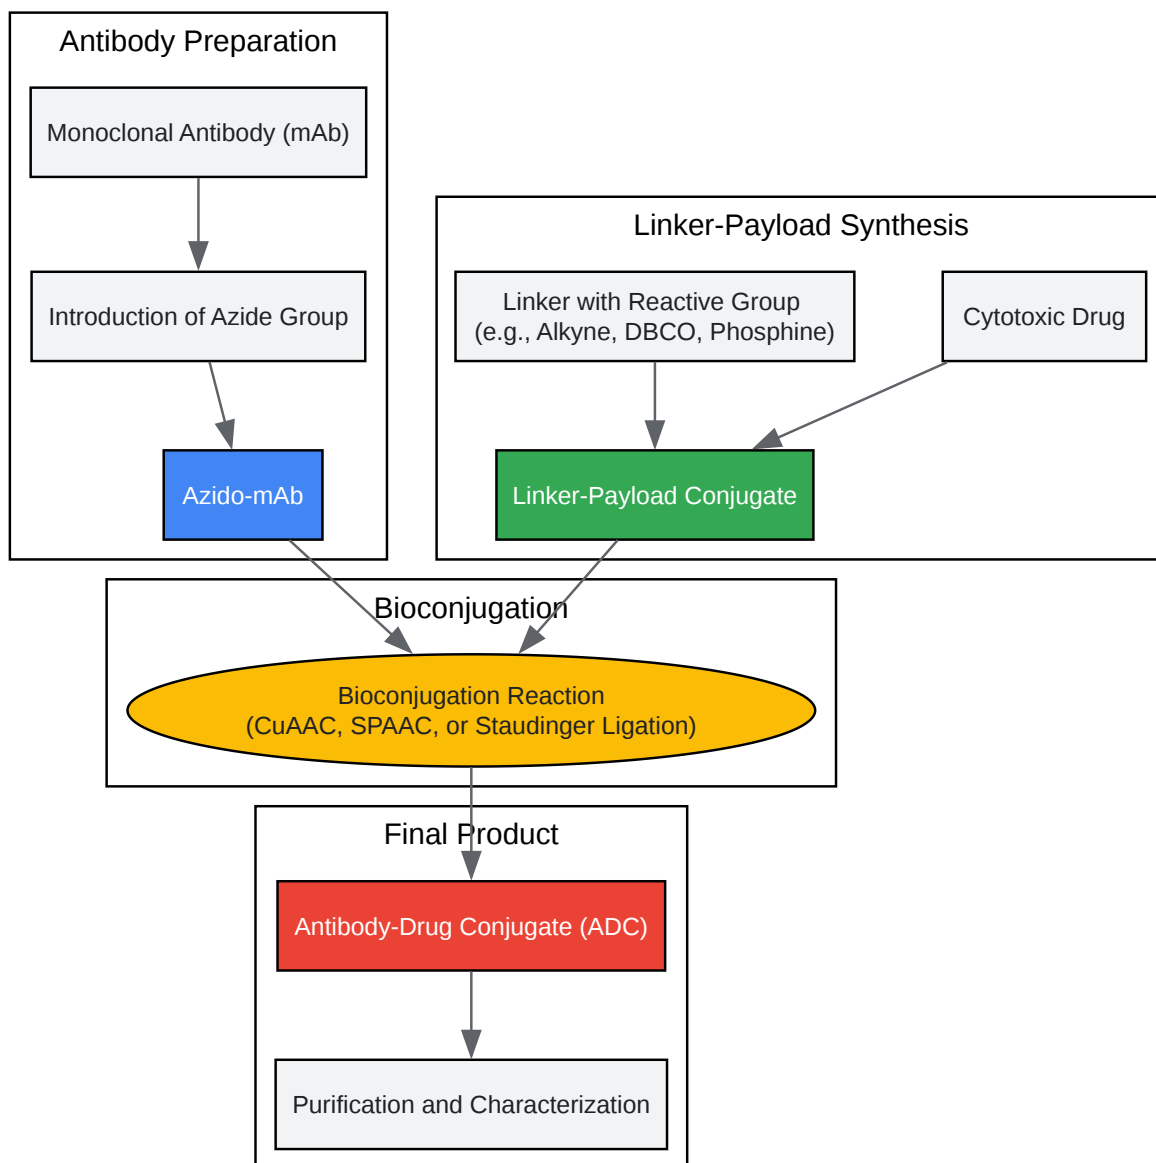 Antibody Preparation
Monoclonal Antibody (mAb)
Introduction of Azide Group
Azido-mAb
Linker-Payload Synthesis
Linker with Reactive Group
(e.g., Alkyne, DBCO, Phosphine)
Cytotoxic Drug
Linker-Payload Conjugate
Bioconjugation
Bioconjugation Reaction
(CuAAC, SPAAC, or Staudinger Ligation)
Final Product
Antibody-Drug Conjugate (ADC)
Purification and Characterization